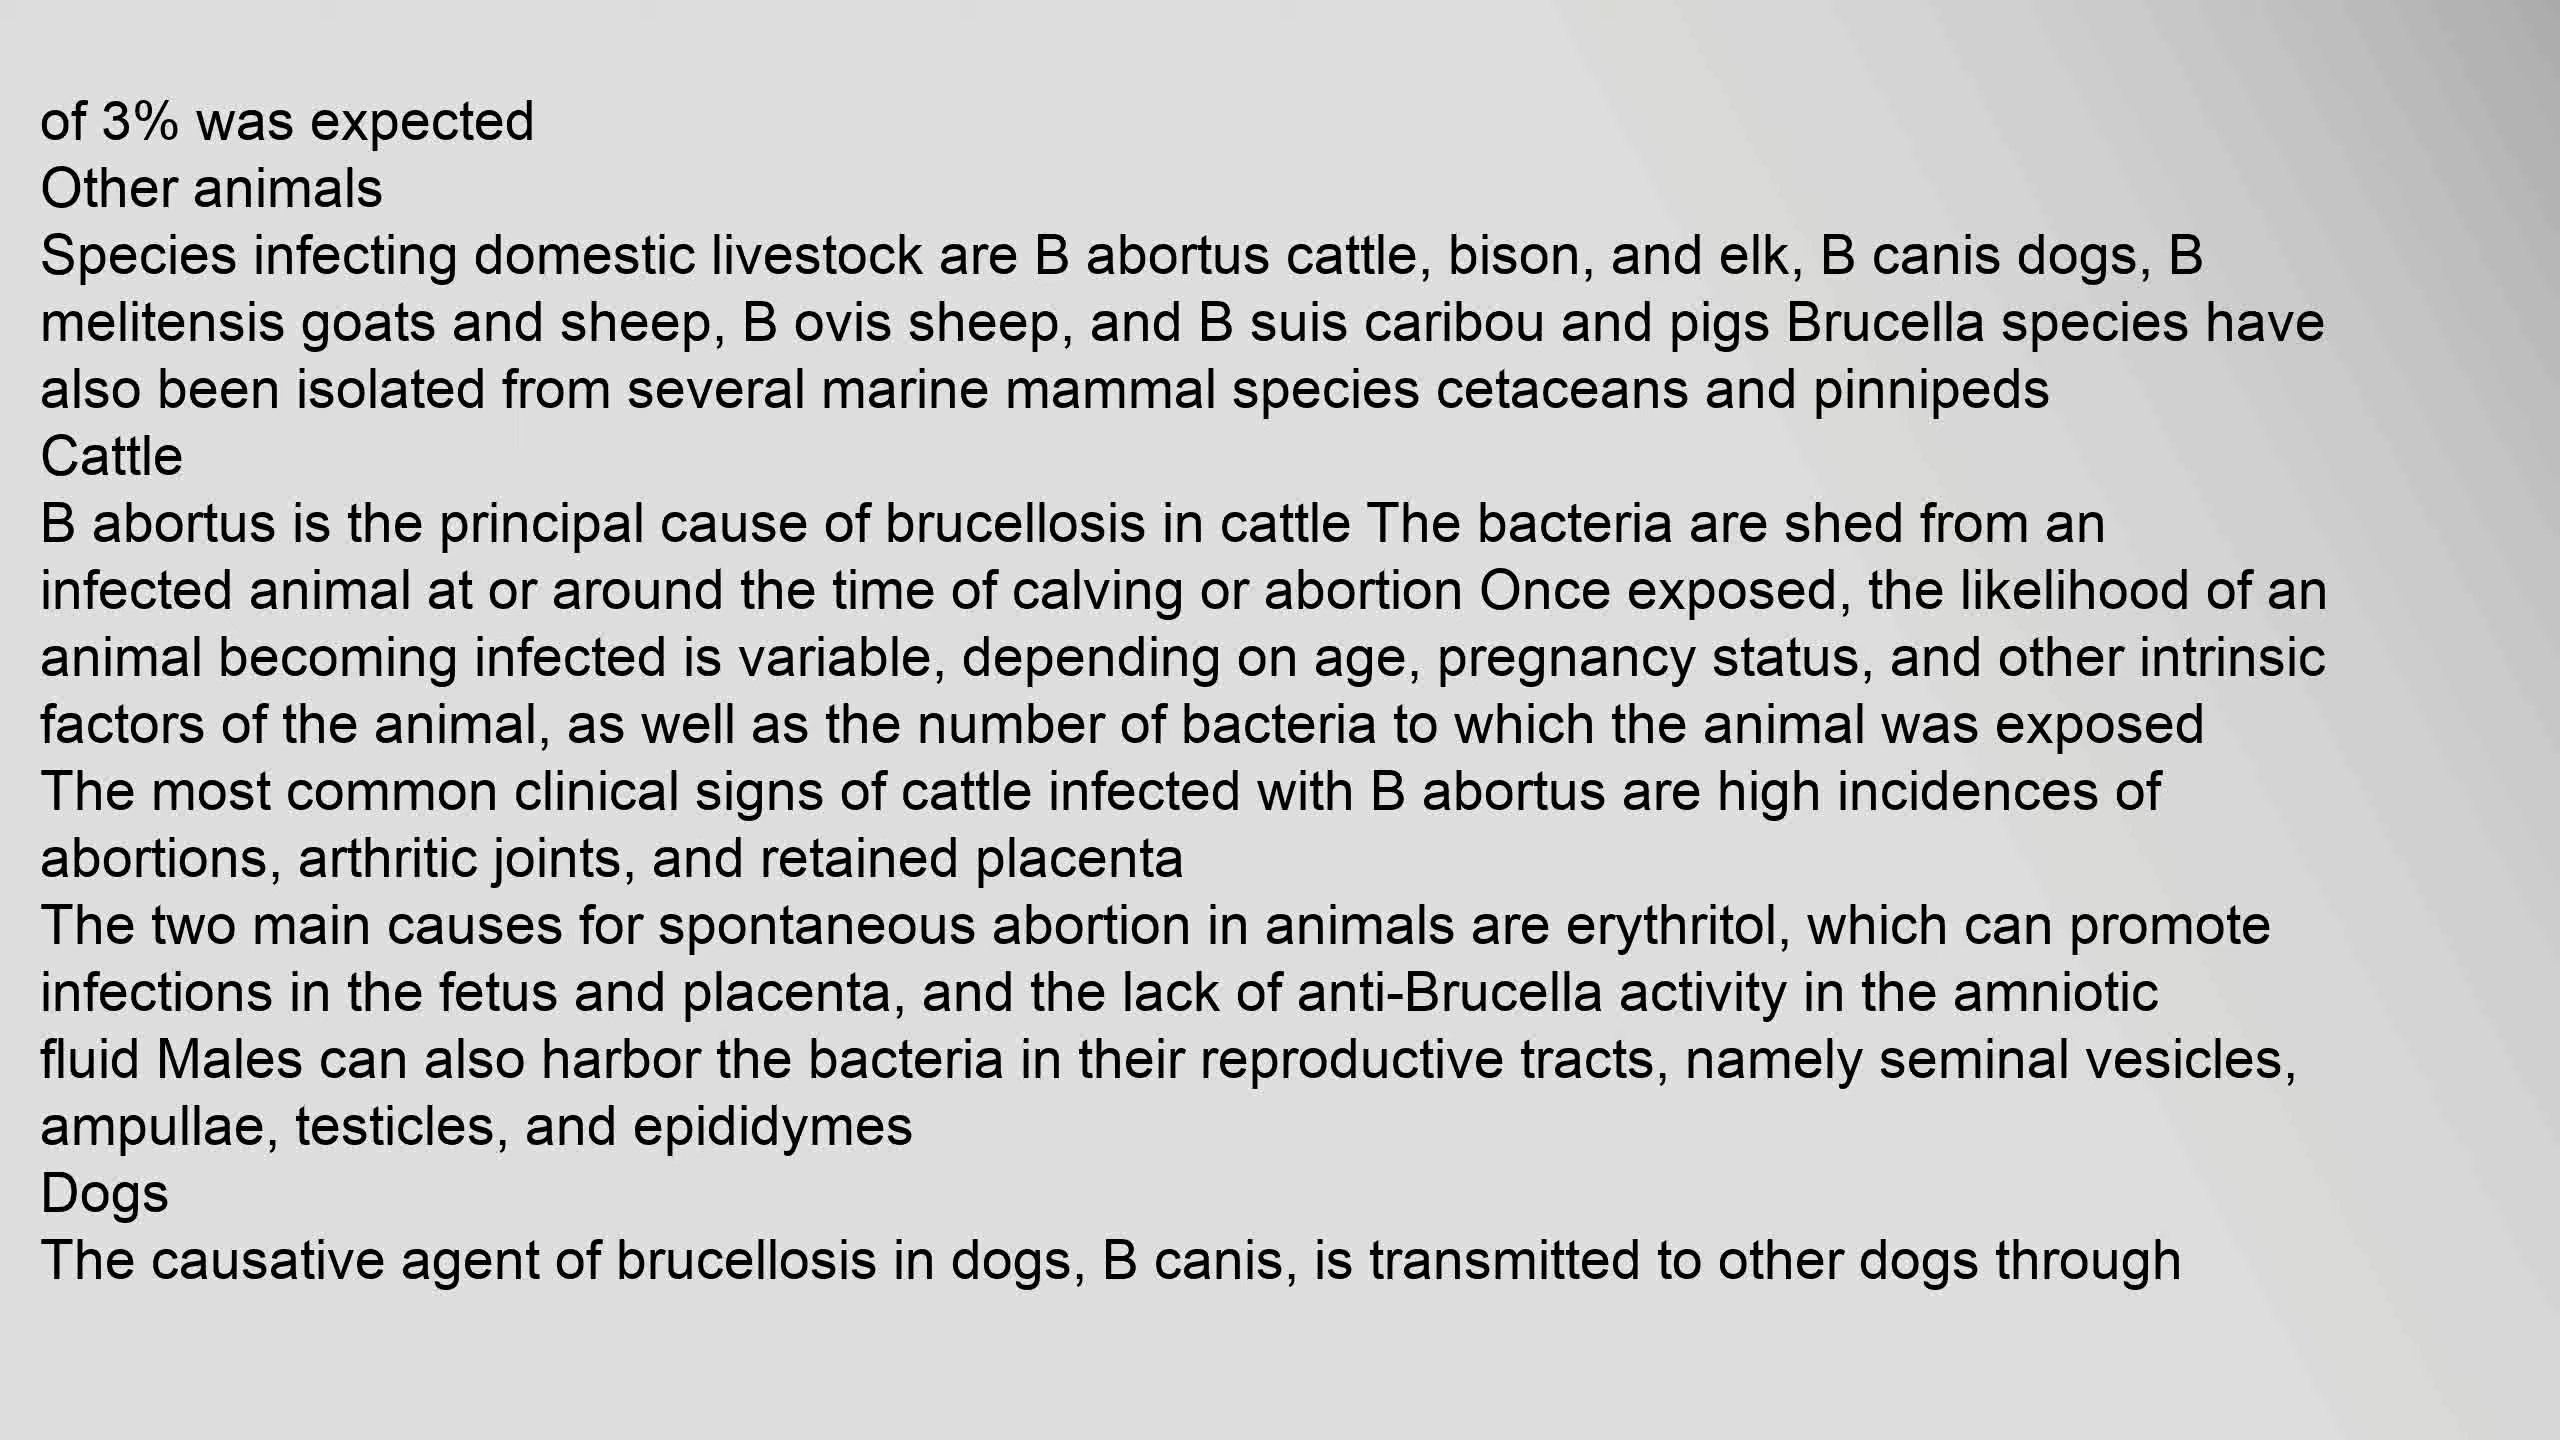 of 3% was expected
Other animals
Species infecting domestic livestock are B abortus cattle, bison, and elk, B canis dogs, B
melitensis goats and sheep, B ovis sheep, and B suis caribou and pigs Brucella species have
also been isolated from several marine mammal species cetaceans and pinnipeds
Cattle
B abortus is the principal cause of brucellosis in cattle The bacteria are shed from an
infected animal at or around the time of calving or abortion Once exposed, the likelihood of an
animal becoming infected is variable, depending on age, pregnancy status, and other intrinsic
factors of the animal, as well as the number of bacteria to which the animal was exposed
The most common clinical signs of cattle infected with B abortus are high incidences of
abortions, arthritic joints, and retained placenta
The two main causes for spontaneous abortion in animals are erythritol, which can promote
infections in the fetus and placenta, and the lack of anti-Brucella activity in the amniotic
fluid Males can also harbor the bacteria in their reproductive tracts, namely seminal vesicles,
ampullae, testicles, and epididymes
Dogs
The causative agent of brucellosis in dogs, B canis, is transmitted to other dogs through